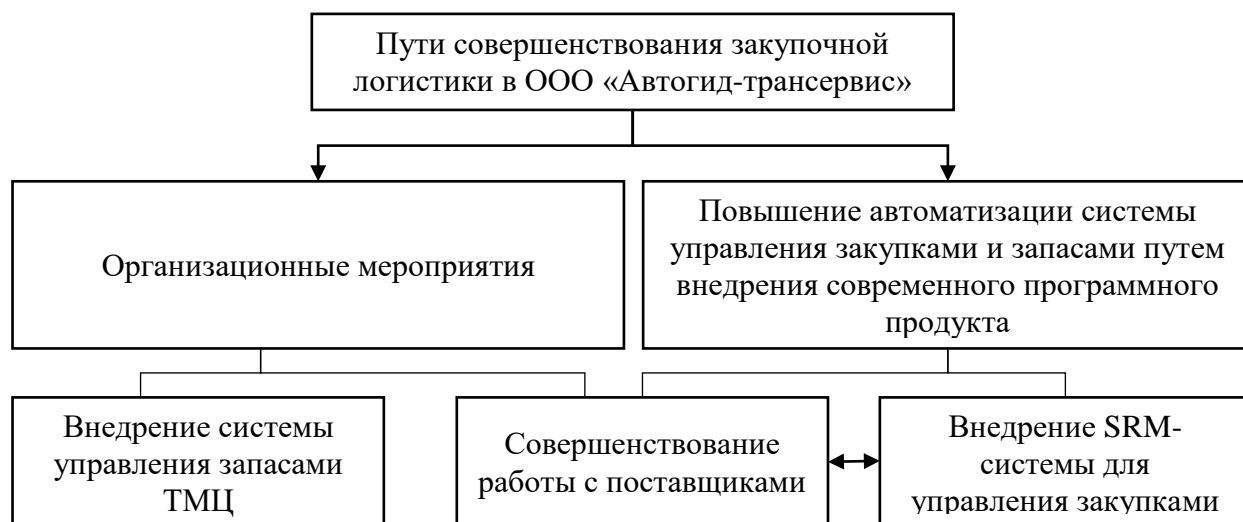 Пути совершенствования закупочной
логистики в ООО «Автогид-трансервис»
Организационные мероприятия
Повышение автоматизации системы
управления закупками и запасами путем
внедрения современного программного
продукта
Внедрение системы
управления запасами
ТМЦ
Совершенствование
работы с поставщиками
Внедрение SRM-
системы для
управления закупками